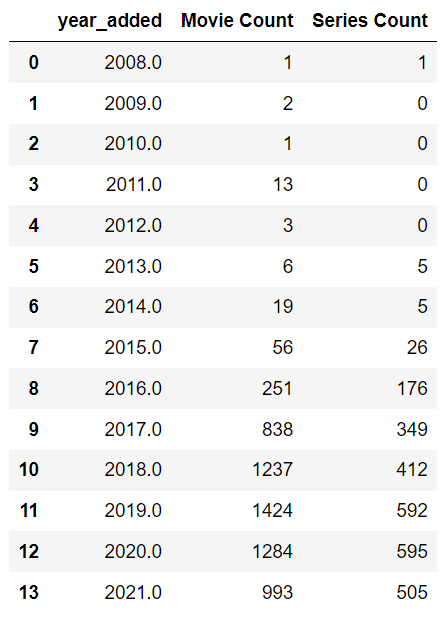 year_added Movie Count Series Count
0 2008.0 1 1
1 2009.0 2 0
2 2010.0 1 0
3 2011.0 13 0
4 2012.0 3 0
5 2013.0 6 5
6 2014.0 19 5
7 2015.0 56 26
8 2016.0 251 176
9 2017.0 838 349
10 2018.0 1237 412
11 2019.0 1424 592
12 2020.0 1284 595
13 2021.0 993 505